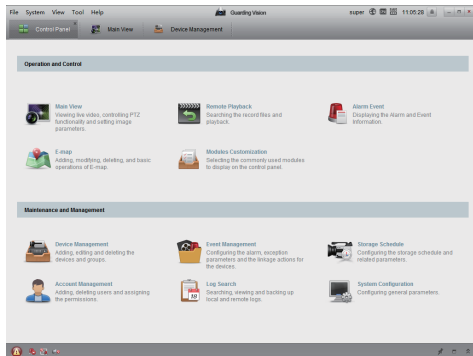 File System View Tool Help Guarding Vision super 11:05:28
Control Panel Main View Device Management
Operation and Control
Main View
Viewing live video, controlling PTZ
functionality and setting image
parameters.
Remote Playback
Searching the record files and
playback.
Alarm Event
Displaying the Alarm and Event
information.
E-map
Adding, modifying, deleting, and basic
operations of E-map.
Modules Customization
Selecting the commonly used modules
to display on the control panel.
Maintenance and Management
Device Management
Adding, editing and deleting the
devices and groups.
Event Management
Configuring the alarm, exception
parameters and the linkage actions for
the devices.
Storage Schedule
Configuring the storage schedule and
related parameters.
Account Management
Adding, deleting users and assigning
the permissions.
Log Search
Searching, viewing and backing up
local and remote logs.
18
System Configuration
Configuring general parameters.